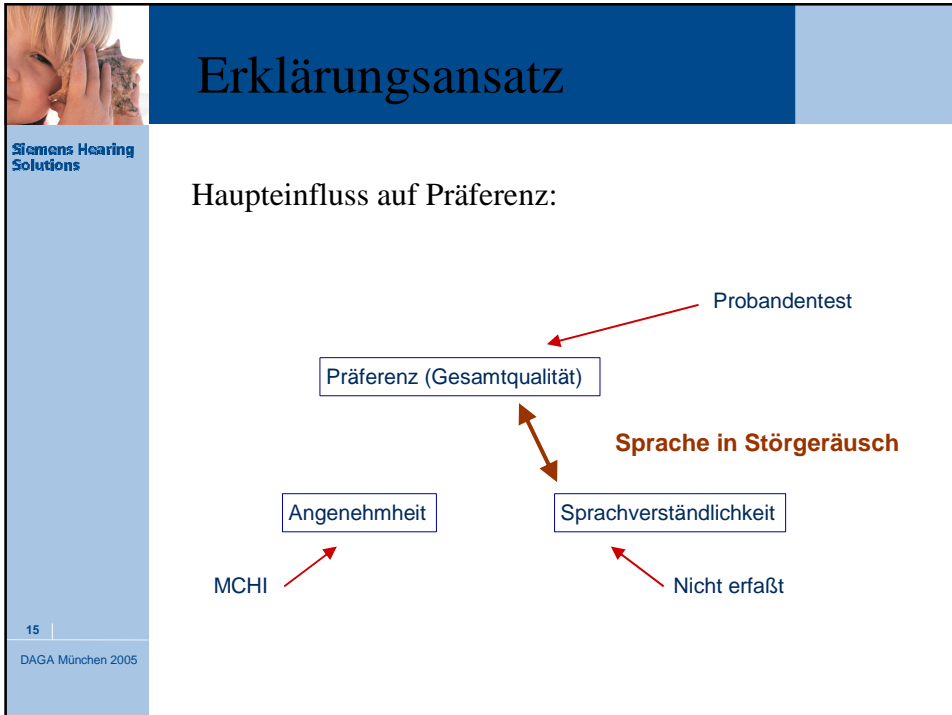 Erklärungsansatz
Siemens Hearing
Solutions
Haupteinfluss auf Präferenz:
Probandentest
Präferenz (Gesamtqualität)
Sprache in Störgeräusch
Angenehmheit
Sprachverständlichkeit
MCHI
Nicht erfaßt
15
DAGA München 2005